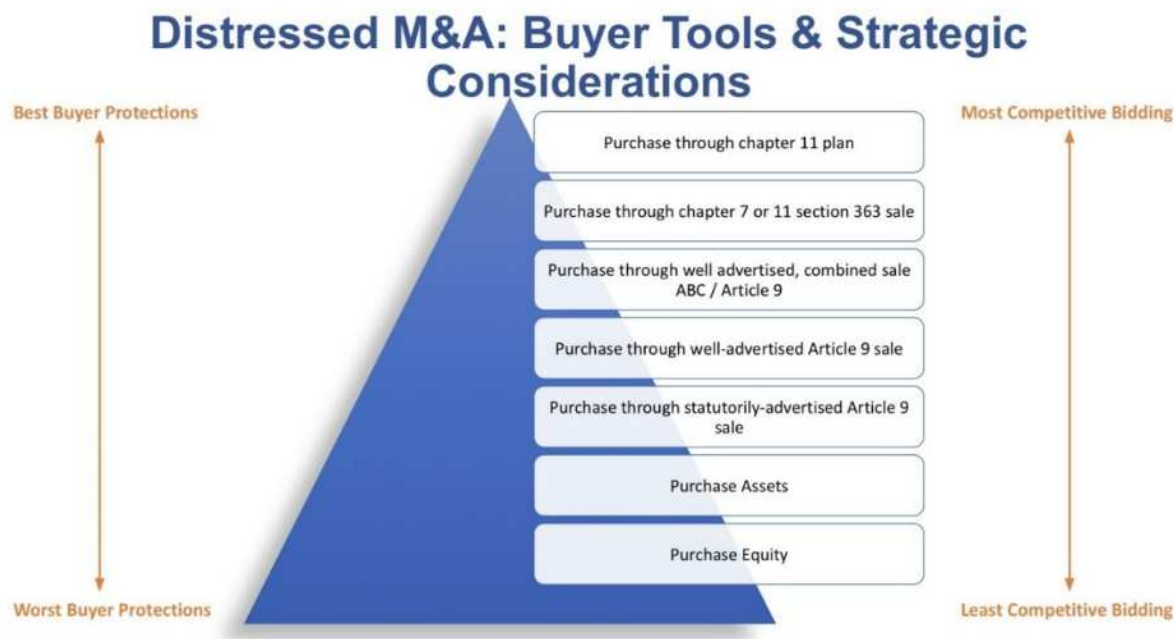 Distressed M&A: Buyer Tools & Strategic
Considerations
Best Buyer Protections
Most Competitive Bidding
Purchase through chapter 11 plan
Purchase through chapter 7 or 11 section 363 sale
Purchase through well advertised, combined sale
ABC / Article 9
Purchase through well-advertised Article 9 sale
Purchase through statutorily-advertised Article 9
sale
Purchase Assets
Purchase Equity
Worst Buyer Protections
Least Competitive Bidding